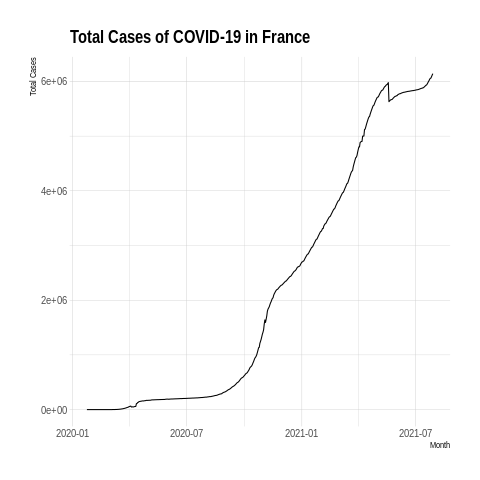 Total Cases of COVID-19 in France
Total Cases
6e+06
4e+06
2e+06
0e+00
2020-01 2020-07 2021-01 2021-07
Month